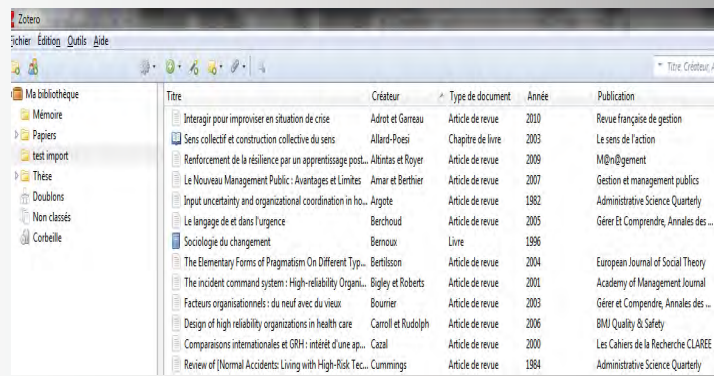 Zotero
Fichier Édition Outils Aide
Titre, Créateur, A
Ma bibliothèque
Mémoire
Papiers
test import
Thèse
Doublons
Non classés
Corbeille
Titre Créateur Type de document Année Publication
Interagir pour improviser en situation de crise Adrot et Garreau Article de revue 2010 Revue française de gestion
Sens collectif et construction collective du sens Allard-Poesi Chapitre de livre 2003 Le sens de l'action
Renforcement de la résilience par un apprentissage post... Altintas et Royer Article de revue 2009 M@n@gement
Le Nouveau Management Public : Avantages et Limites Amar et Berthier Article de revue 2007 Gestion et management publics
Input uncertainty and organizational coordination in ho... Argote Article de revue 1982 Administrative Science Quarterly
Le langage de et dans l'urgence Berchoud Article de revue 2005 Gérer Et Comprendre, Annales des ...
Sociologie du changement Bernoux Livre 1996
The Elementary Forms of Pragmatism On Different Typ... Bertilsson Article de revue 2004 European Journal of Social Theory
The incident command system : High-reliability Organi... Bigley et Roberts Article de revue 2001 Academy of Management Journal
Facteurs organisationnels : du neuf avec du vieux Bourrier Article de revue 2003 Gérer et Comprendre, Annales des ...
Design of high reliability organizations in health care Carroll et Rudolph Article de revue 2006 BMJ Quality & Safety
Comparaisons internationales et GRH : intérêt d'une ap... Cazal Article de revue 2000 Les Cahiers de la Recherche CLAREE
Review of [Normal Accidents: Living with High-Risk Tec... Cummings Article de revue 1984 Administrative Science Quarterly